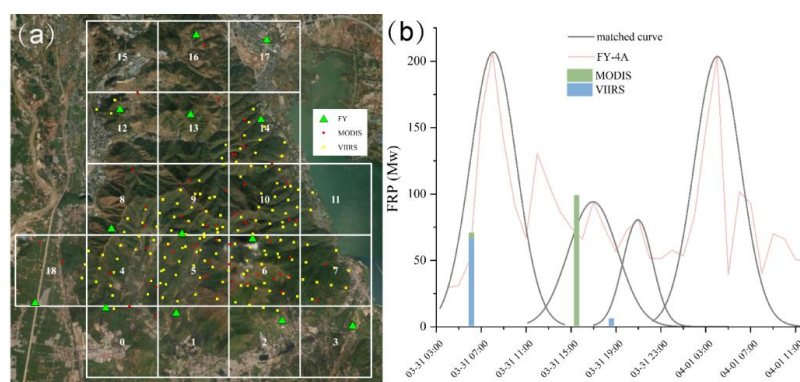 (a)
15 16 17
12 13 14
FY
MODIS
VIIRS
8 9 10 11
18 4 5 6 7
0 1 2 3
(b)
matched curve
FY-4A
MODIS
VIIRS
FRP (Mw)
200
150
100
50
0
03-31 03:00
03-31 07:00
03-31 11:00
03-31 15:00
03-31 19:00
03-31 23:00
04-01 03:00
04-01 07:00
04-01 11:00